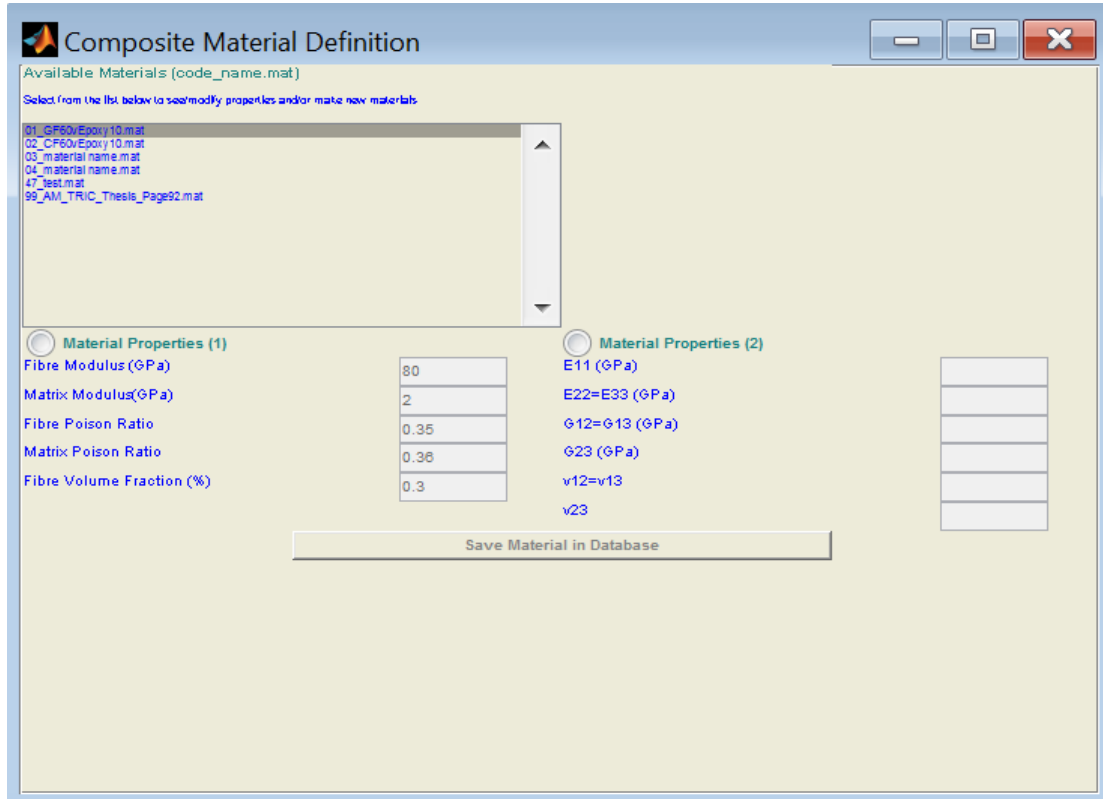 Composite Material Definition
Available Materials (code_name.mat)
Select from the list below to see/modify properties and/or make new materials
01_GF60vEpoxy10.mat
02_CF60vEpoxy10.mat
03_material name.mat
04_material name.mat
47_test.mat
99_AM_TRIC_Thesis_Page92.mat
Material Properties (1)
Fibre Modulus (GPa) 80
Matrix Modulus(GPa) 2
Fibre Poison Ratio 0.35
Matrix Poison Ratio 0.36
Fibre Volume Fraction (%) 0.3
Material Properties (2)
E11 (GPa)
E22=E33 (GPa)
G12=G13 (GPa)
G23 (GPa)
v12=v13
v23
Save Material in Database